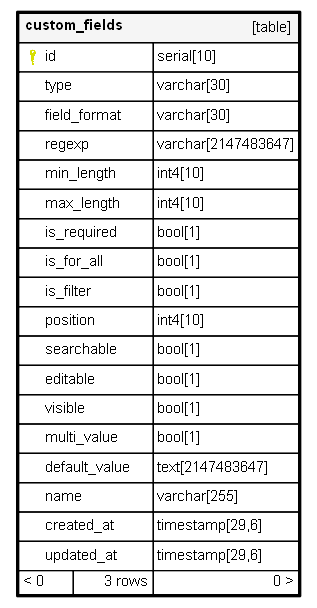 custom_fields [table]
id serial[10]
type varchar[30]
field_format varchar[30]
regexp varchar[2147483647]
min_length int4[10]
max_length int4[10]
is_required bool[1]
is_for_all bool[1]
is_filter bool[1]
position int4[10]
searchable bool[1]
editable bool[1]
visible bool[1]
multi_value bool[1]
default_value text[2147483647]
name varchar[255]
created_at timestamp[29,6]
updated_at timestamp[29,6]
< 0 3 rows 0 >